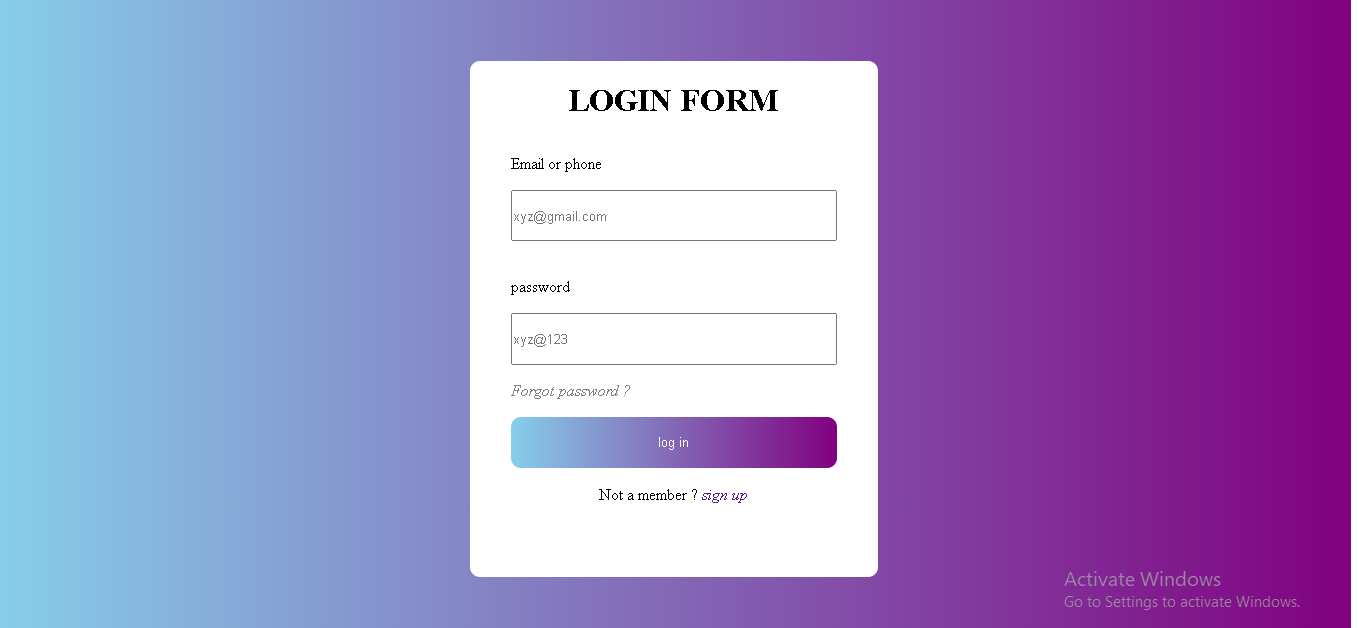 LOGIN FORM
Email or phone
xyz@gmail.com
password
xyz@123
Forgot password ?
log in
Not a member ? sign up
Activate Windows
Go to Settings to activate Windows.